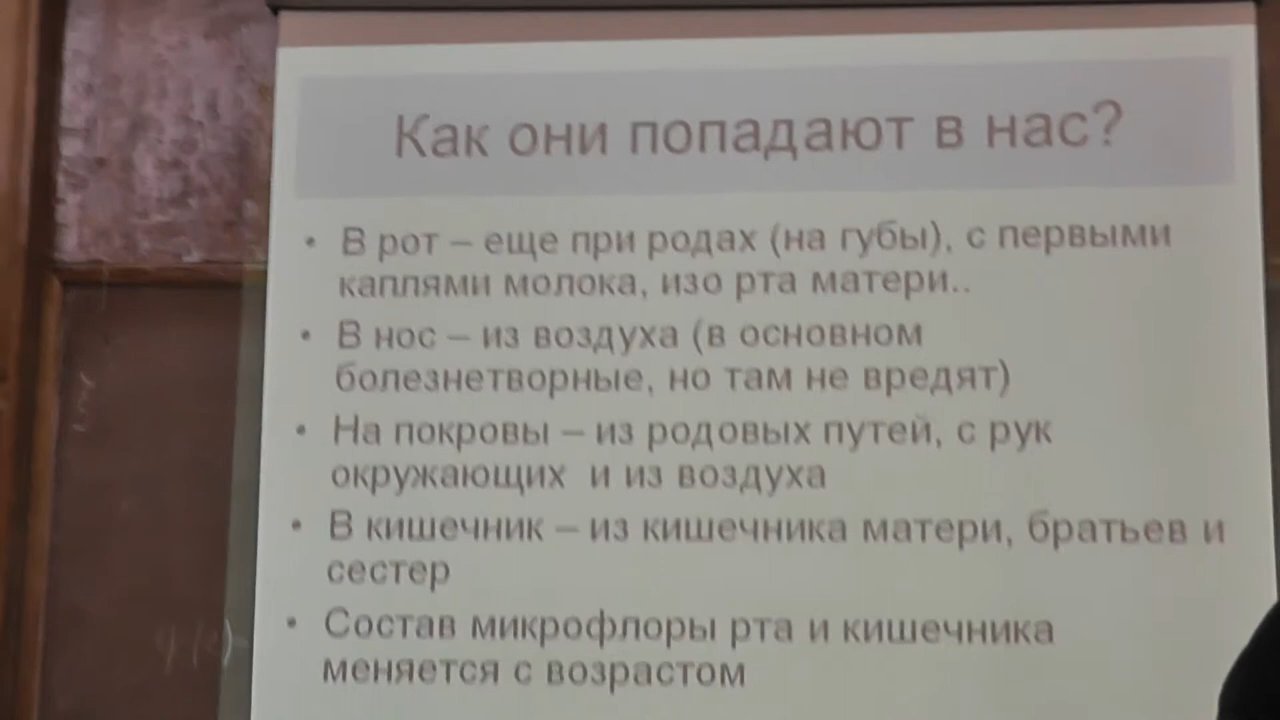 Как они попадают в нас?
• В рот – еще при родах (на губы), с первыми
каплями молока, изо рта матери..
• В нос – из воздуха (в основном
болезнетворные, но там не вредят)
• На покровы – из родовых путей, с рук
окружающих и из воздуха
• В кишечник – из кишечника матери, братьев и
сестер
• Состав микрофлоры рта и кишечника
меняется с возрастом